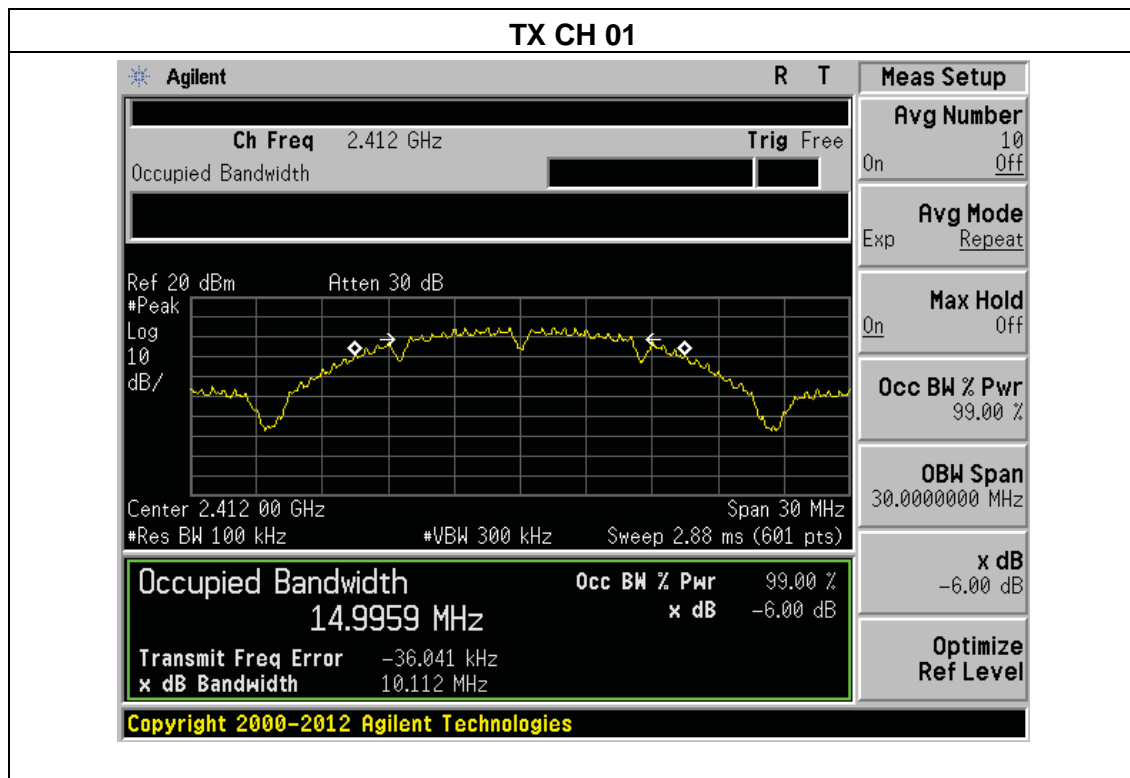 TX CH 01
Agilent R T
Meas Setup
Ch Freq 2.412 GHz Trig Free
Occupied Bandwidth
Avg Number
10
On Off
Avg Mode
Exp Repeat
Ref 20 dBm Atten 30 dB
#Peak
Log
10
dB/
Max Hold
On Off
Occ BW % Pwr
99.00 %
OBW Span
30.0000000 MHz
Center 2.412 00 GHz Span 30 MHz
#Res BW 100 kHz #VBW 300 kHz Sweep 2.88 ms (601 pts)
x dB
-6.00 dB
Occupied Bandwidth Occ BW % Pwr 99.00 %
14.9959 MHz x dB -6.00 dB
Transmit Freq Error -36.041 kHz
x dB Bandwidth 10.112 MHz
Optimize
Ref Level
Copyright 2000-2012 Agilent Technologies